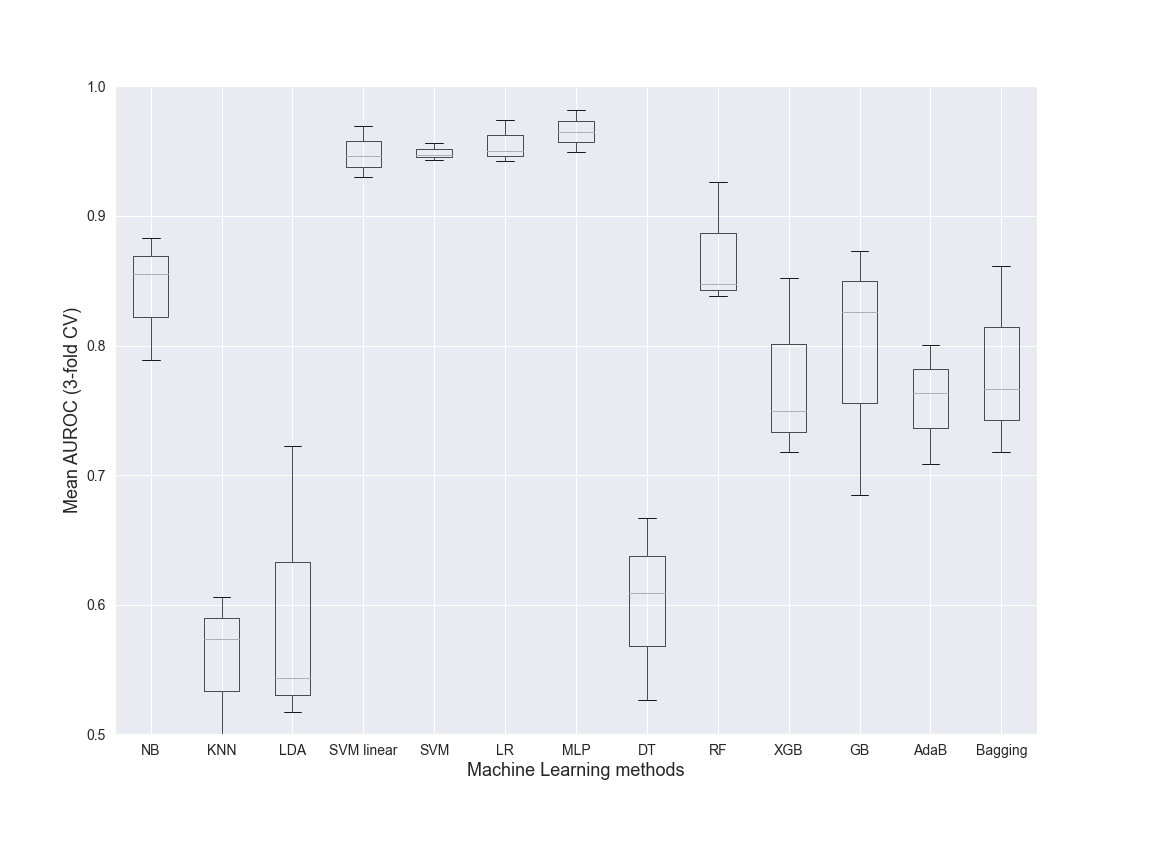 1.0
0.9
0.8
0.7
0.6
0.5
Mean AUROC (3-fold CV)
NB KNN LDA SVM linear SVM LR MLP DT RF XGB GB AdaB Bagging
Machine Learning methods